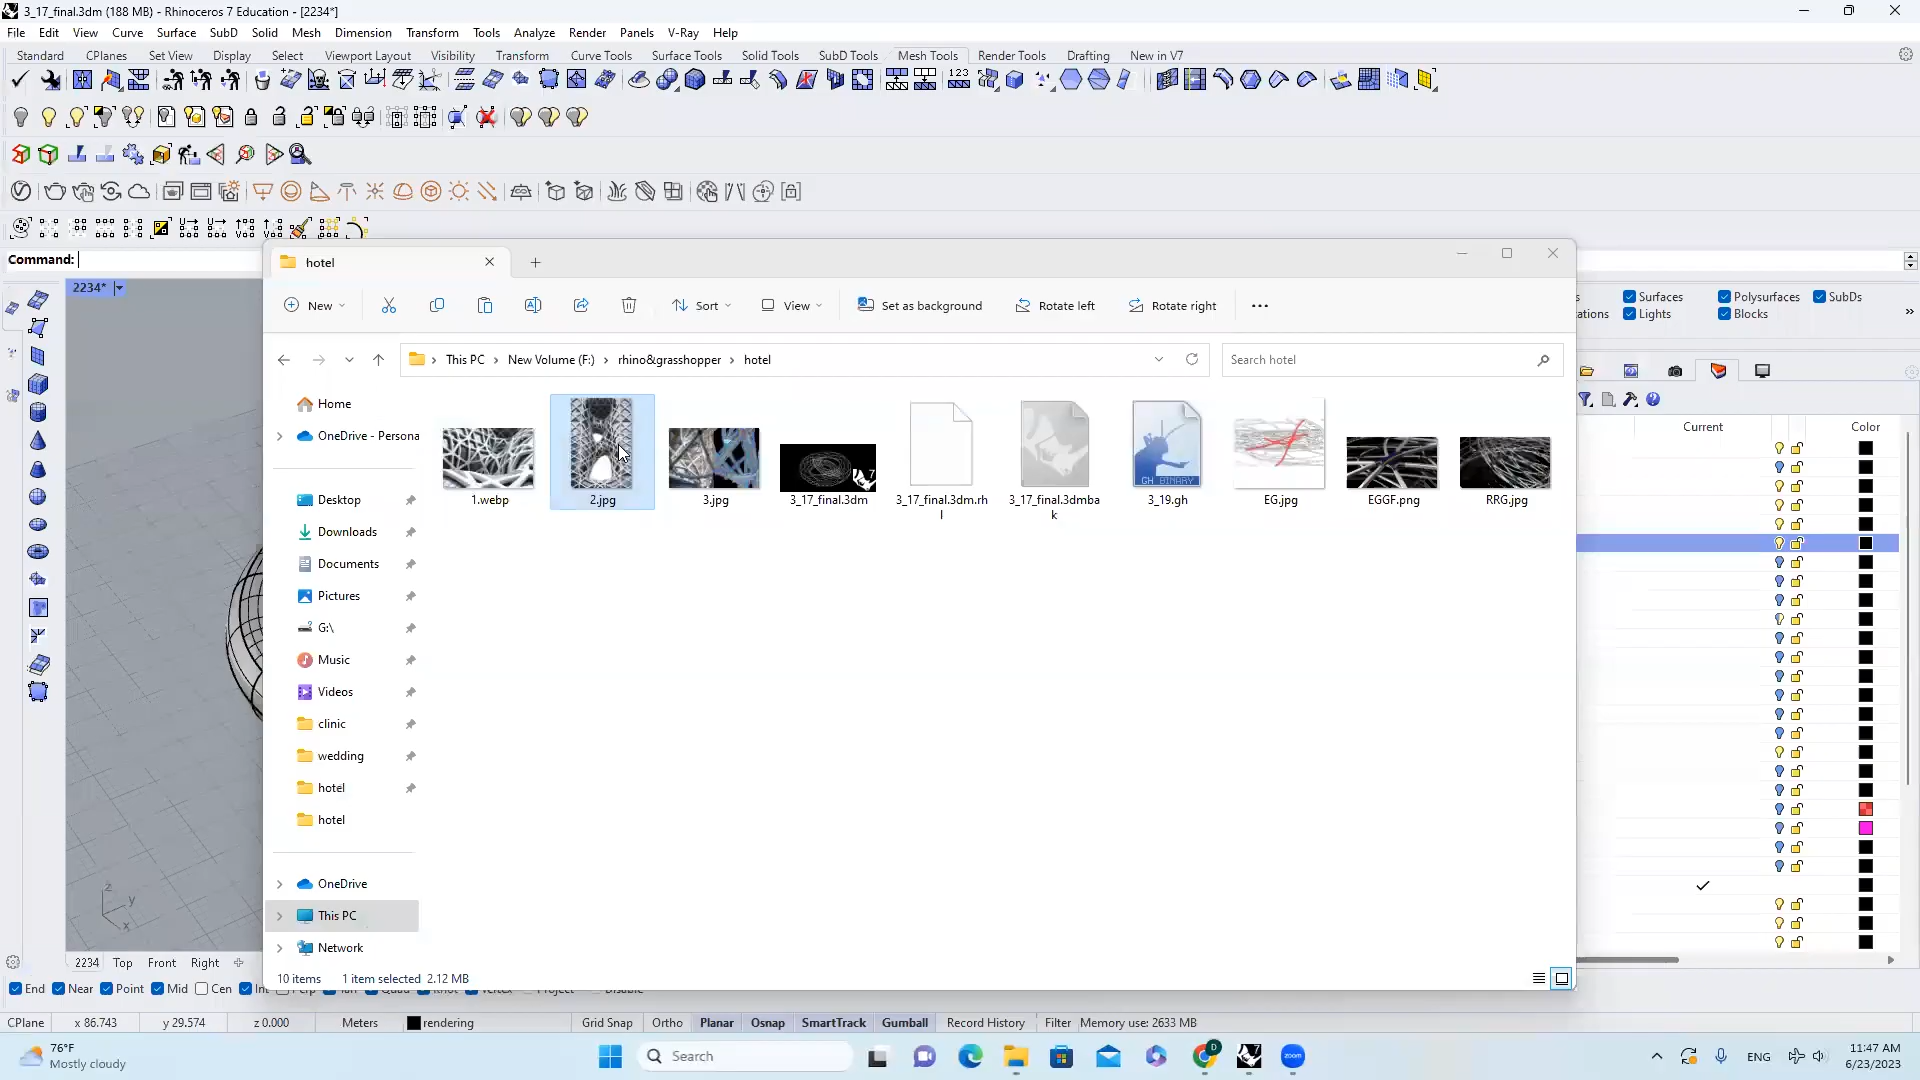 3_17_final.3dm (188 MB) - Rhinoceros 7 Education - [2234*]
File Edit View Curve Surface SubD Solid Mesh Dimension Transform Tools Analyze Render Panels V-Ray Help
Standard CPlanes Set View Display Select Viewport Layout Visibility Transform Curve Tools Surface Tools Solid Tools SubD Tools Mesh Tools Render Tools Drafting New in V7
Command:
hotel
2234*
New Sort View Set as background Rotate left Rotate right
Surfaces Polysurfaces SubDs
Lights Blocks
This PC > New Volume (F:) > rhino&grasshopper > hotel
Search hotel
Home
OneDrive - Persona
Desktop
Downloads
Documents
Pictures
G:\
Music
Videos
clinic
wedding
hotel
hotel
OneDrive
This PC
Network
1.webp 2.jpg 3.jpg 3_17_final.3dm 3_17_final.3dm.rh
l 3_17_final.3dmba
k 3_19.gh EG.jpg EGGF.png RRG.jpg
GH BINARY
Current Color
z
y
x
2234 Top Front Right
10 items 1 item selected 2.12 MB
End Near Point Mid Cen
CPlane x 86.743 y 29.574 z 0.000 Meters rendering Grid Snap Ortho Planar Osnap SmartTrack Gumball Record History Filter Memory use: 2633 MB
76°F
Mostly cloudy
Search
zoom
ENG
11:47 AM
6/23/2023